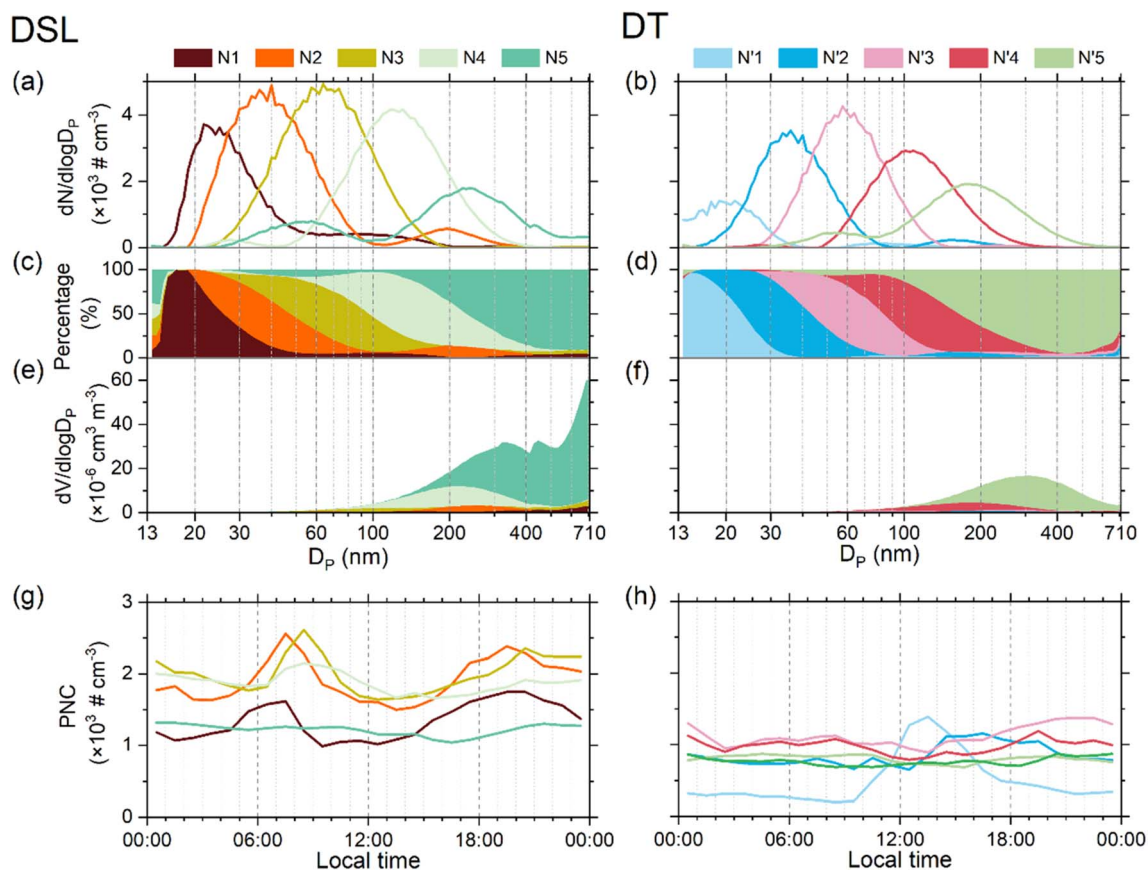 DSL
DT
N1 N2 N3 N4 N5
N'1 N'2 N'3 N'4 N'5
(a)
(b)
dN/dlogD_P
(×10³ # cm⁻³)
4
2
0
(c)
(d)
Percentage
(%)
100
50
0
(e)
(f)
dV/dlogD_P
(×10⁻⁶ cm³ m⁻³)
60
40
20
0
13 20 30 60 100 200 400 710
13 20 30 60 100 200 400 710
D_P (nm)
D_P (nm)
(g)
(h)
PNC
(×10³ # cm⁻³)
3
2
1
0
00:00 06:00 12:00 18:00 00:00
00:00 06:00 12:00 18:00 00:00
Local time
Local time